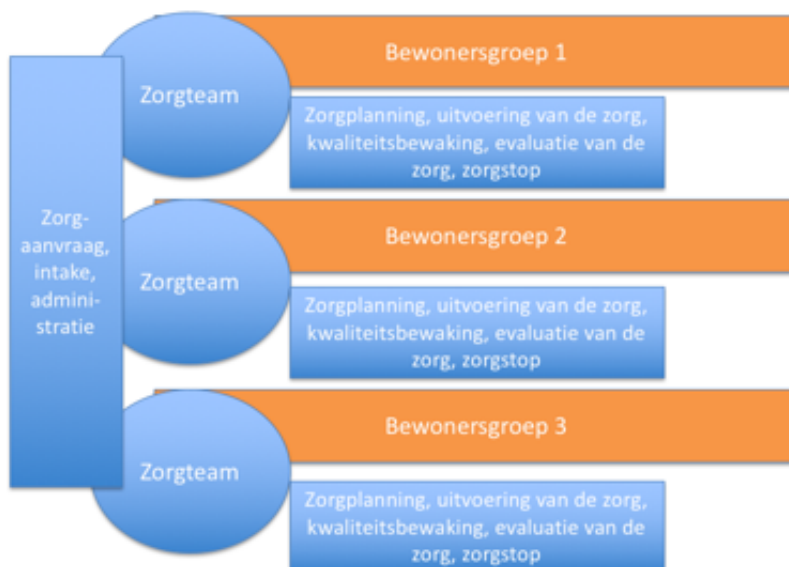 Zorg-
aanvraag,
intake,
admini-
stratie
Zorgteam
Bewonersgroep 1
Zorgplanning, uitvoering van de zorg,
kwaliteitsbewaking, evaluatie van de
zorg, zorgstop
Zorgteam
Bewonersgroep 2
Zorgplanning, uitvoering van de zorg,
kwaliteitsbewaking, evaluatie van de
zorg, zorgstop
Zorgteam
Bewonersgroep 3
Zorgplanning, uitvoering van de zorg,
kwaliteitsbewaking, evaluatie van de
zorg, zorgstop